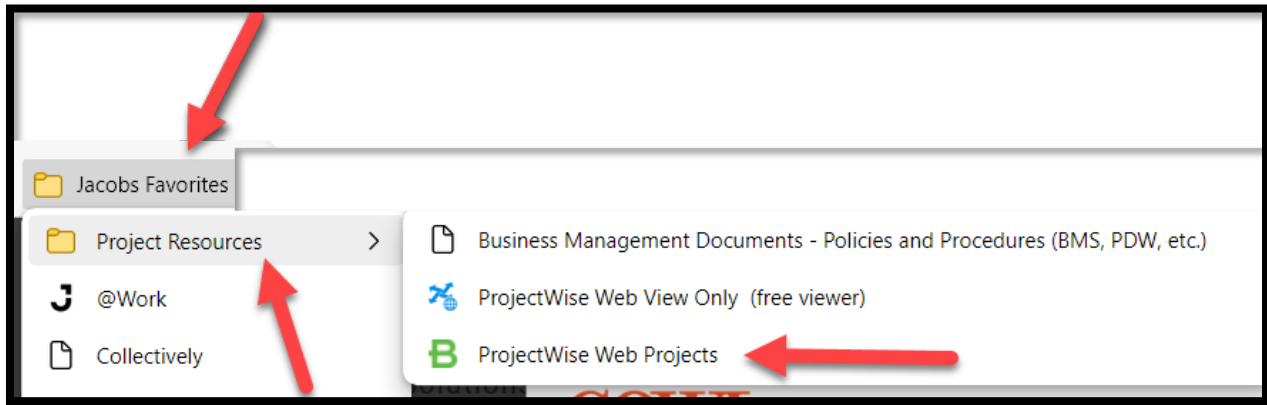 Jacobs Favorites
Project Resources
Business Management Documents - Policies and Procedures (BMS, PDW, etc.)
@Work
ProjectWise Web View Only (free viewer)
Collectively
ProjectWise Web Projects